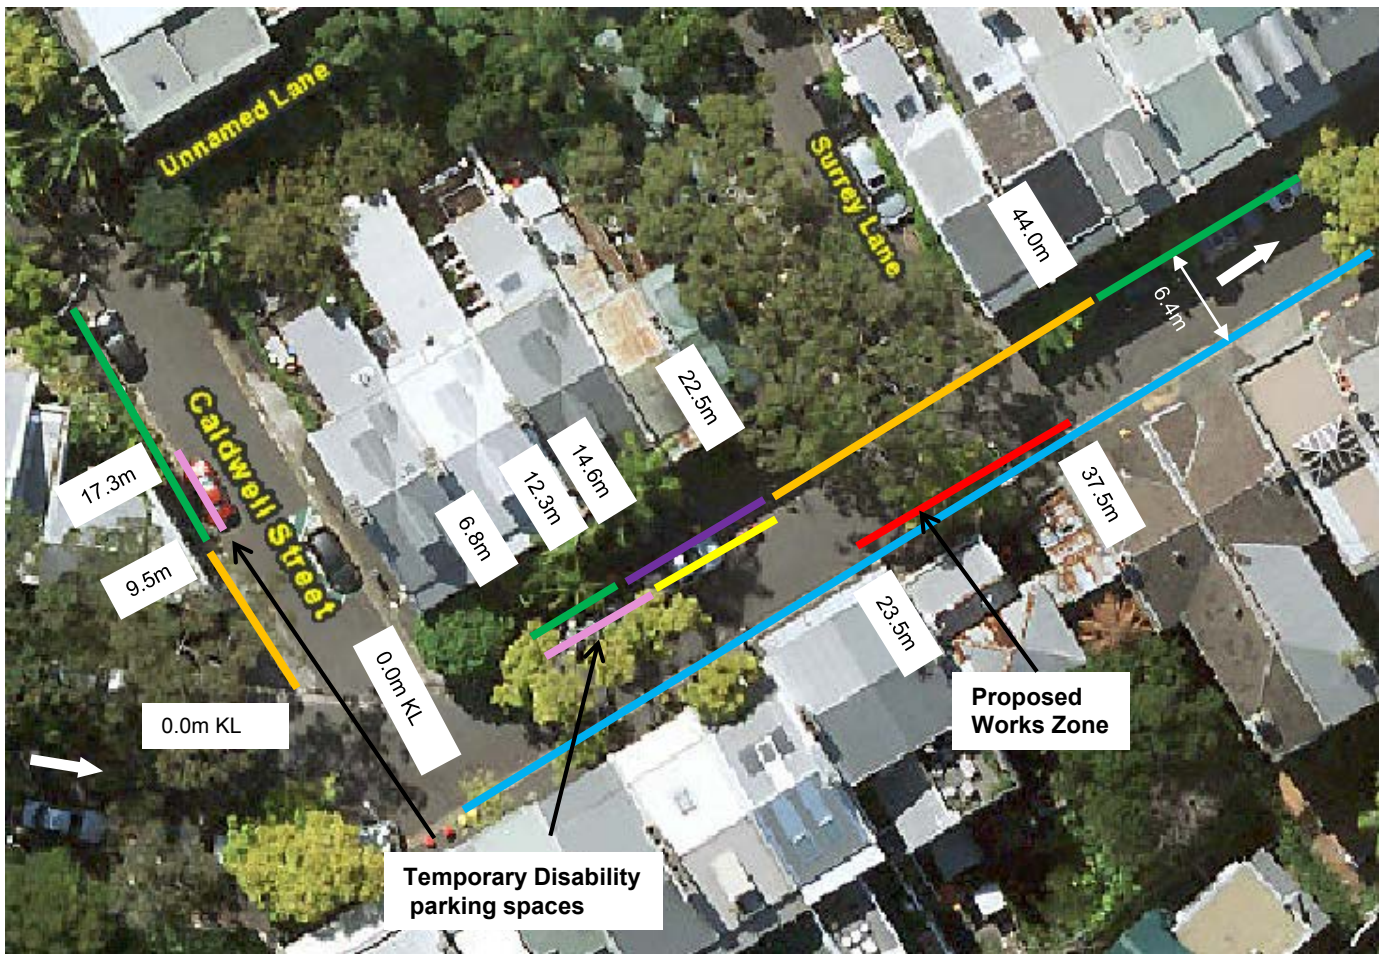 Unnamed Lane
Surrey Lane
44.0m
6.4m
Caldwell Street
22.5m
17.3m
14.6m
12.3m
6.8m
37.5m
9.5m
23.5m
0.0m KL
0.0m KL
Proposed
Works Zone
Temporary Disability
parking spaces